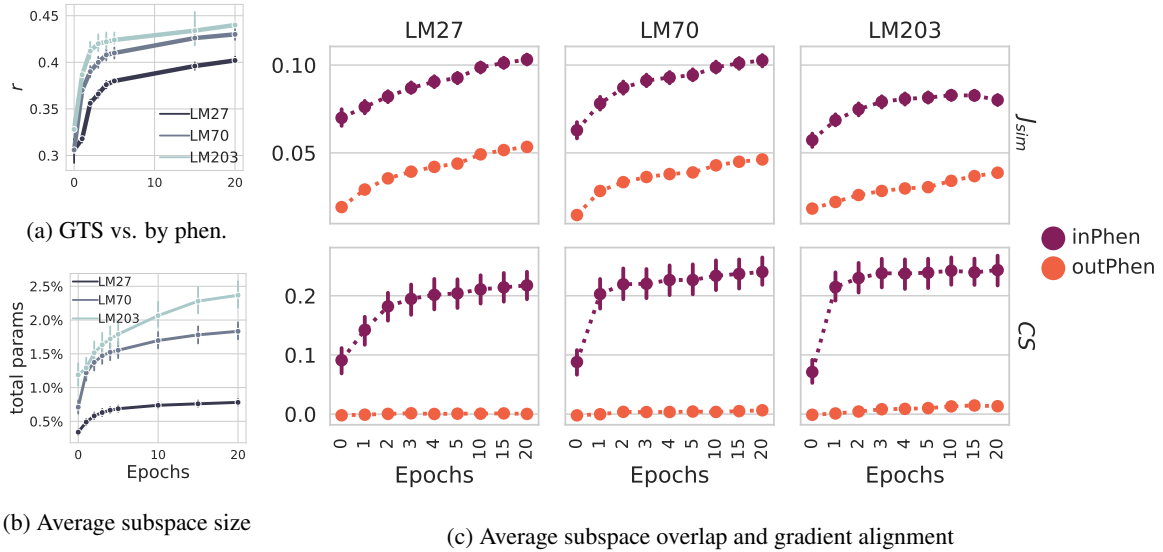 0.45
0.4
0.35
0.3
r
LM27
LM70
LM203
0
10
20
(a) GTS vs. by phen.
2.5%
2.0%
1.5%
1.0%
0.5%
total params
LM27
LM70
LM203
0
10
20
Epochs
(b) Average subspace size
LM27 LM70 LM203
0.10
0.05
Jsim
0.2
0.1
0.0
CS
0 1 2 3 4 5 10 15 20
0 1 2 3 4 5 10 15 20
0 1 2 3 4 5 10 15 20
Epochs Epochs Epochs
inPhen
outPhen
(c) Average subspace overlap and gradient alignment